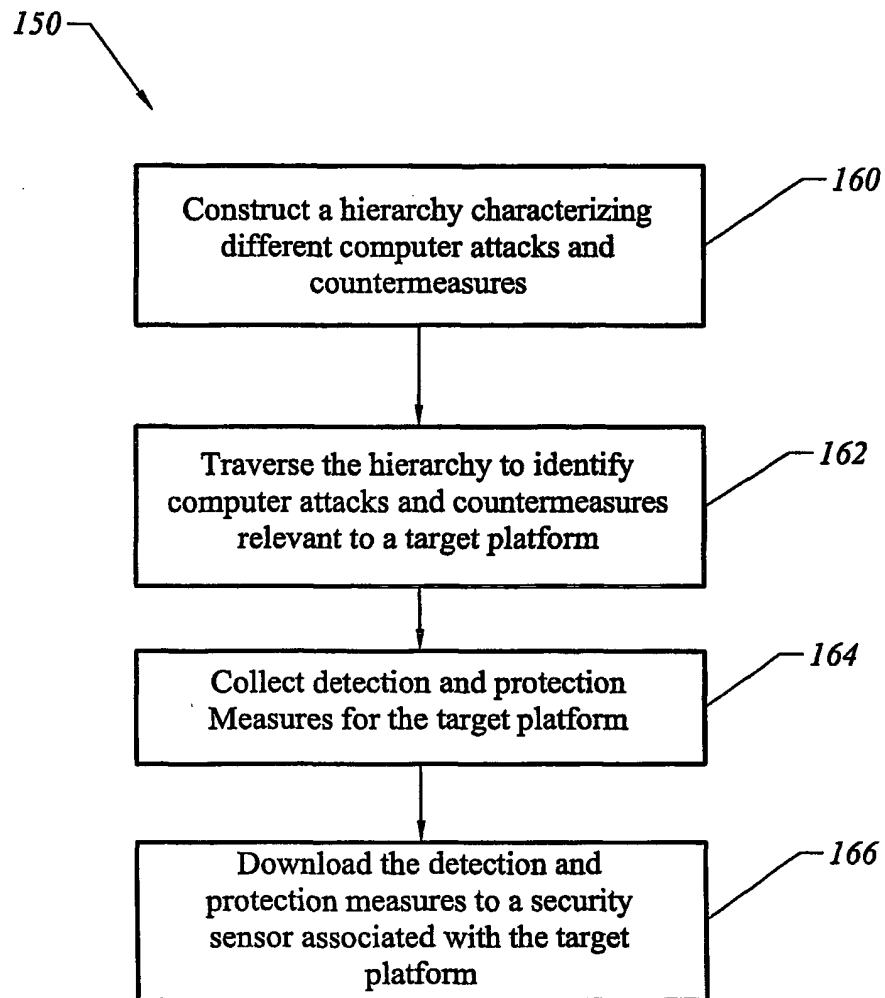 150
160
Construct a hierarchy characterizing
different computer attacks and
countermeasures
162
Traverse the hierarchy to identify
computer attacks and countermeasures
relevant to a target platform
164
Collect detection and protection
Measures for the target platform
166
Download the detection and
protection measures to a security
sensor associated with the target
platform